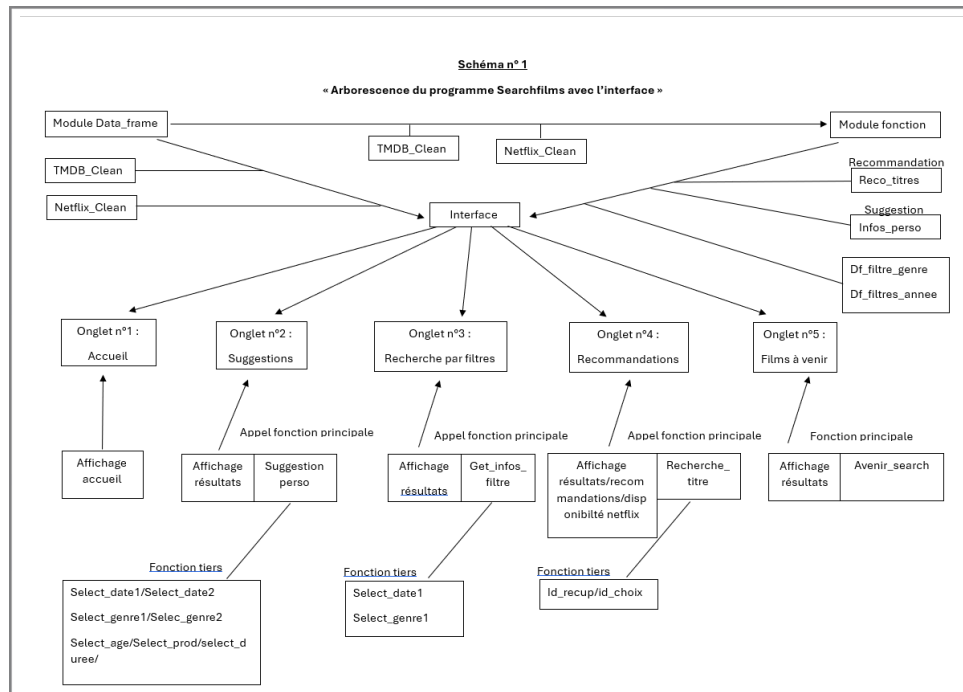 Schéma n° 1
« Arborescence du programme Searchfilms avec l’interface »
Module Data_frame
Module fonction
TMDB_Clean
Netflix_Clean
Recommandation
TMDB_Clean
Reco_titres
Netflix_Clean
Interface
Suggestion
Infos_perso
Df_filtre_genre
Df_filtres_annee
Onglet n°1 :
Accueil
Onglet n°2 :
Suggestions
Onglet n°3 :
Recherche par filtres
Onglet n°4 :
Recommandations
Onglet n°5 :
Films à venir
Appel fonction principale
Appel fonction principale
Appel fonction principale
Fonction principale
Affichage
accueil
Affichage
résultats
Suggestion
perso
Affichage
résultats
Get_infos_
filtre
Affichage
résultats/recom
mandations/disp
onibilté netflix
Recherche_
titre
Affichage
résultats
Avenir_search
Fonction tiers
Select_date1/Select_date2
Select_genre1/Selec_genre2
Select_age/Select_prod/select_d
uree/
Fonction tiers
Select_date1
Select_genre1
Fonction tiers
Id_recup/id_choix